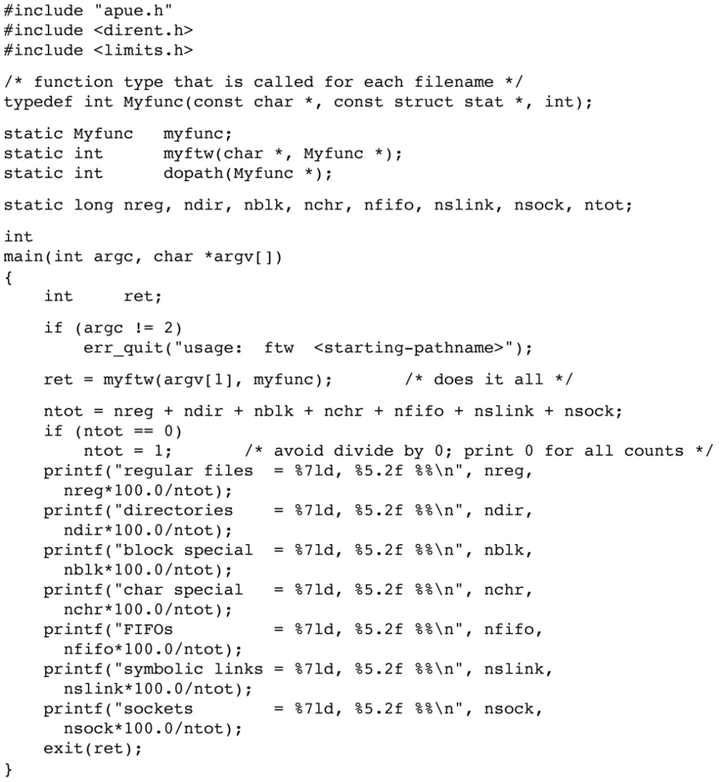 #include "apue.h"
#include <dirent.h>
#include <limits.h>
/* function type that is called for each filename */
typedef int Myfunc(const char *, const struct stat *, int);
static Myfunc   myfunc;
static int      myftw(char *, Myfunc *);
static int      dopath(Myfunc *);
static long nreg, ndir, nblk, nchr, nfifo, nslink, nsock, ntot;
int
main(int argc, char *argv[])
{
    int     ret;
    if (argc != 2)
        err_quit("usage:  ftw  <starting-pathname>");
    ret = myftw(argv[1], myfunc);       /* does it all */
    ntot = nreg + ndir + nblk + nchr + nfifo + nslink + nsock;
    if (ntot == 0)
        ntot = 1;       /* avoid divide by 0; print 0 for all counts */
    printf("regular files  = %7ld, %5.2f %%\n", nreg,
      nreg*100.0/ntot);
    printf("directories    = %7ld, %5.2f %%\n", ndir,
      ndir*100.0/ntot);
    printf("block special  = %7ld, %5.2f %%\n", nblk,
      nblk*100.0/ntot);
    printf("char special   = %7ld, %5.2f %%\n", nchr,
      nchr*100.0/ntot);
    printf("FIFOs          = %7ld, %5.2f %%\n", nfifo,
      nfifo*100.0/ntot);
    printf("symbolic links = %7ld, %5.2f %%\n", nslink,
      nslink*100.0/ntot);
    printf("sockets        = %7ld, %5.2f %%\n", nsock,
      nsock*100.0/ntot);
    exit(ret);
}